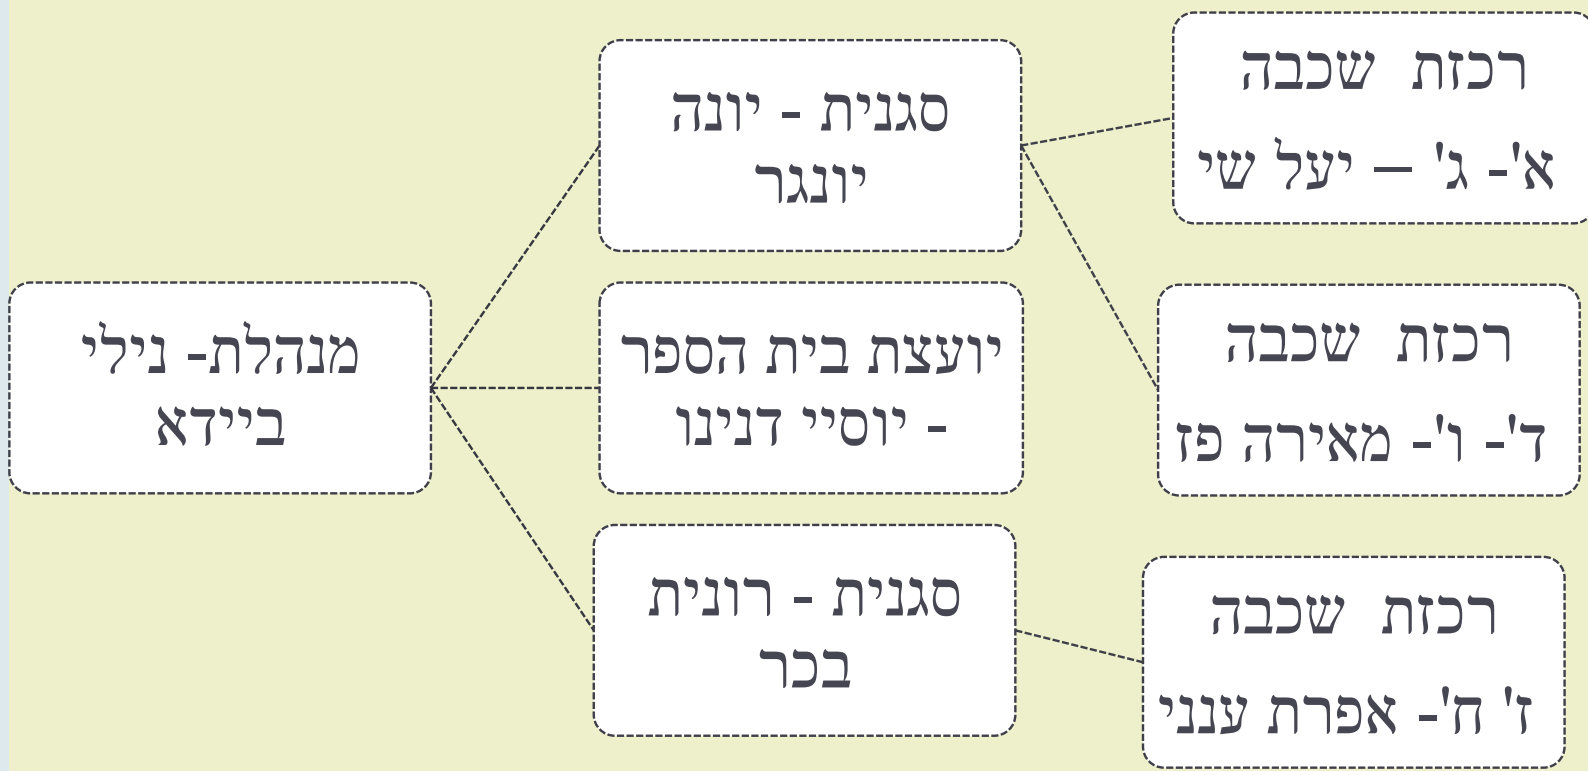 מנהלת- נילי
ביידא
סגנית - יונה
יונגר
יועצת בית הספר
- יוסיי דנינו
סגנית - רונית
בכר
רכזת שכבה
א'- ג' – יעל שי
רכזת שכבה
ד'- ו'- מאירה פז
רכזת שכבה
ז' ח'- אפרת ענני